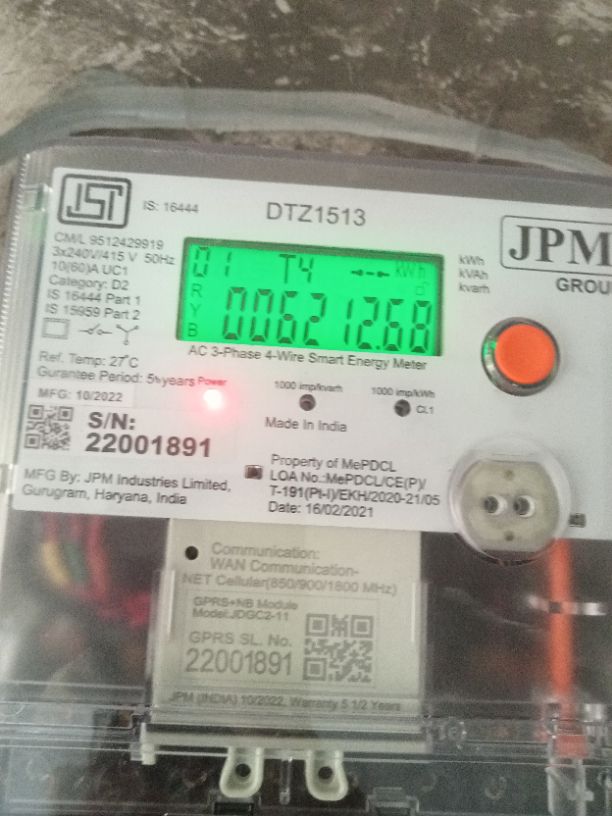 IS: 16444
DTZ1513
CM/L 9512429919
3x240V/415 V 50Hz
10/(60)A UC1
Category: D2
IS 16444 Part 1
IS 15959 Part 2
01 T4 kWh
R
Y
B
00621268
kWh
kVAh
kvarh
JPM
GROU
AC 3-Phase 4-Wire Smart Energy Meter
Ref. Temp: 27°C
Gurantee Period: 5½years
Power
1000 imp/kvarh
1000 imp/kWh
CL1
MFG: 10/2022
S/N:
22001891
Made In India
MFG By: JPM Industries Limited,
Gurugram, Haryana, India
Property of MePDCL
LOA No.:MePDCL/CE(P)/
T-191(Pt-I)/EKH/2020-21/05
Date: 16/02/2021
Communication:
WAN Communication-
NET Celluler(850/900/1800 MHz)
GPRS+NB Module
Model:JDGC2-11
GPRS SL. No.
22001891
JPM (INDIA) 10/2022, Warranty 5 1/2 Years